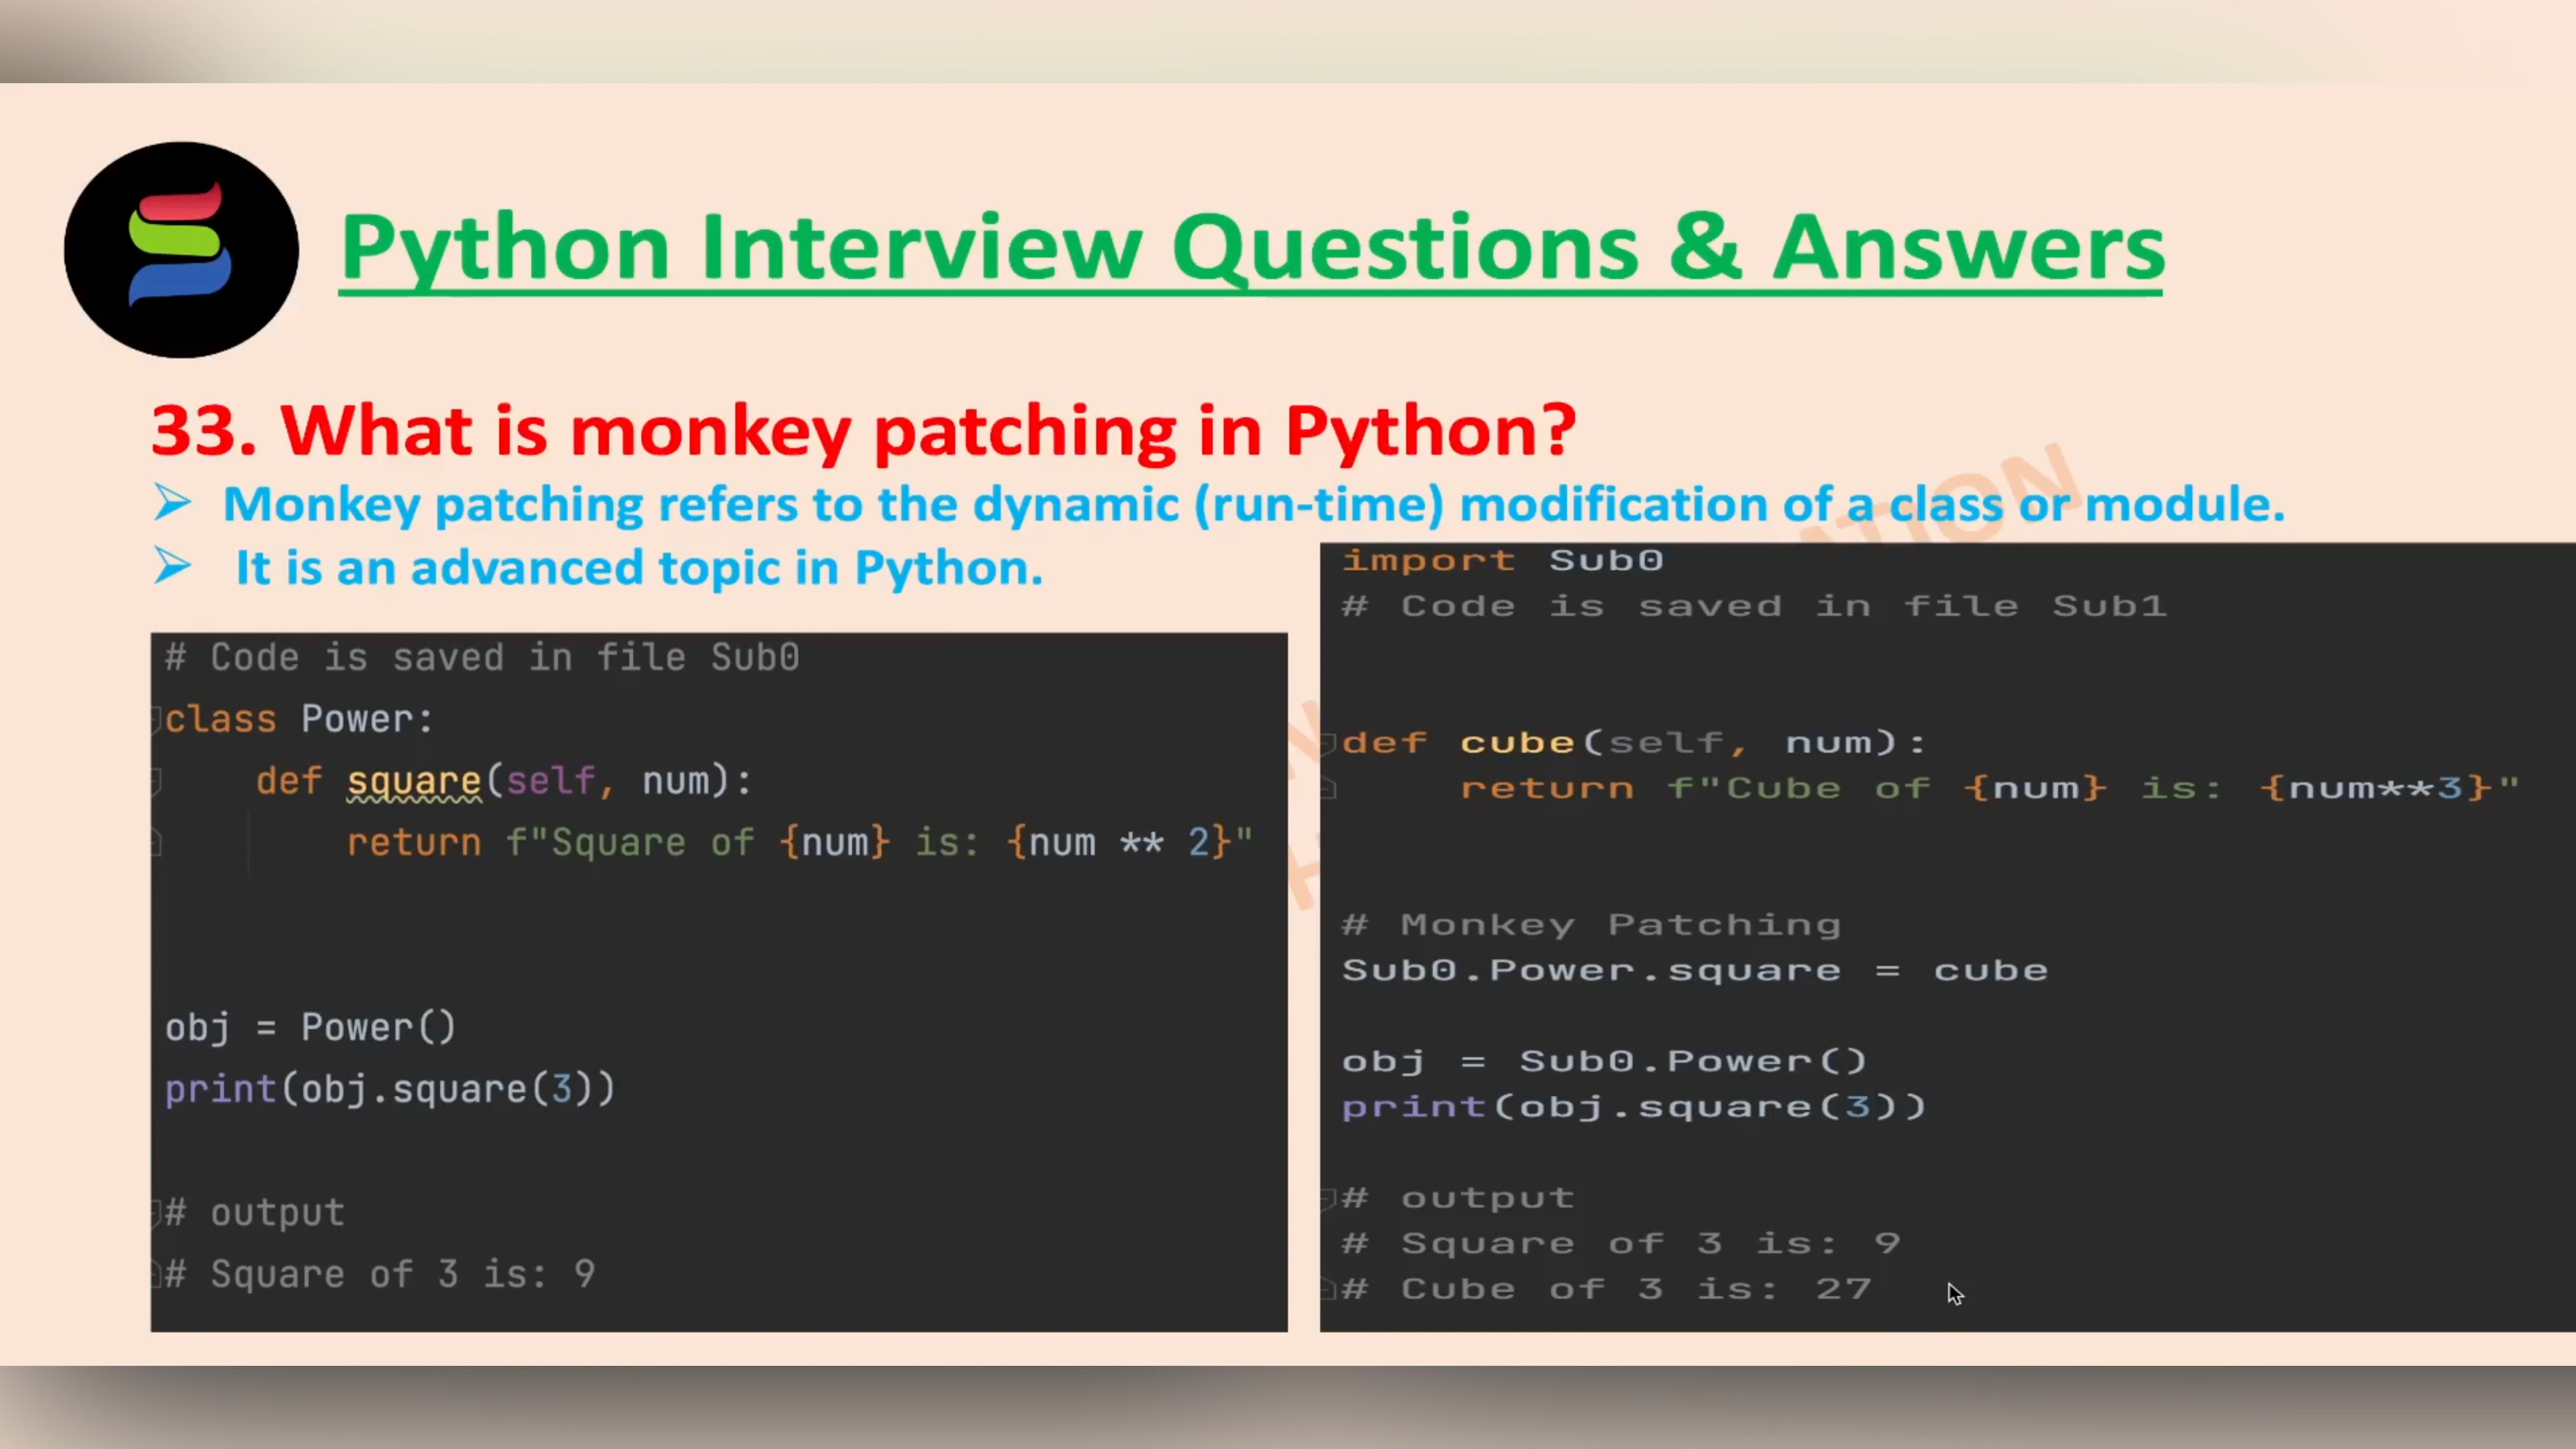 Python Interview Questions & Answers
33. What is monkey patching in Python?
Monkey patching refers to the dynamic (run-time) modification of a class or module.
It is an advanced topic in Python.
# Code is saved in file Sub0
class Power:
    def square(self, num):
        return f"Square of {num} is: {num ** 2}"
obj = Power()
print(obj.square(3))
# output
# Square of 3 is: 9
import Sub0
# Code is saved in file Sub1
def cube(self, num):
    return f"Cube of {num} is: {num**3}"
# Monkey Patching
Sub0.Power.square = cube
obj = Sub0.Power()
print(obj.square(3))
# output
# Square of 3 is: 9
# Cube of 3 is: 27